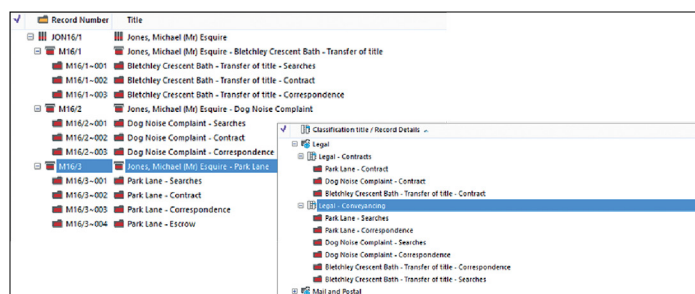 Record Number Title
JON16/1 Jones, Michael (Mr) Esquire
M16/1 Jones, Michael (Mr) Esquire - Bletchley Crescent Bath - Transfer of title
M16/1~001 Bletchley Crescent Bath - Transfer of title - Searches
M16/1~002 Bletchley Crescent Bath - Transfer of title - Contract
M16/1~003 Bletchley Crescent Bath - Transfer of title - Correspondence
M16/2 Jones, Michael (Mr) Esquire - Dog Noise Complaint
M16/2~001 Dog Noise Complaint - Searches
M16/2~002 Dog Noise Complaint - Contract
M16/2~003 Dog Noise Complaint - Correspondence
M16/3 Jones, Michael (Mr) Esquire - Park Lane
M16/3~001 Park Lane - Searches
M16/3~002 Park Lane - Contract
M16/3~003 Park Lane - Correspondence
M16/3~004 Park Lane - Escrow
Classification title / Record Details
Legal
Legal - Contracts
Park Lane - Contract
Dog Noise Complaint - Contract
Bletchley Crescent Bath - Transfer of title - Contract
Legal - Conveyancing
Park Lane - Searches
Park Lane - Correspondence
Dog Noise Complaint - Searches
Dog Noise Complaint - Correspondence
Bletchley Crescent Bath - Transfer of title - Correspondence
Bletchley Crescent Bath - Transfer of title - Searches
Mail and Postal